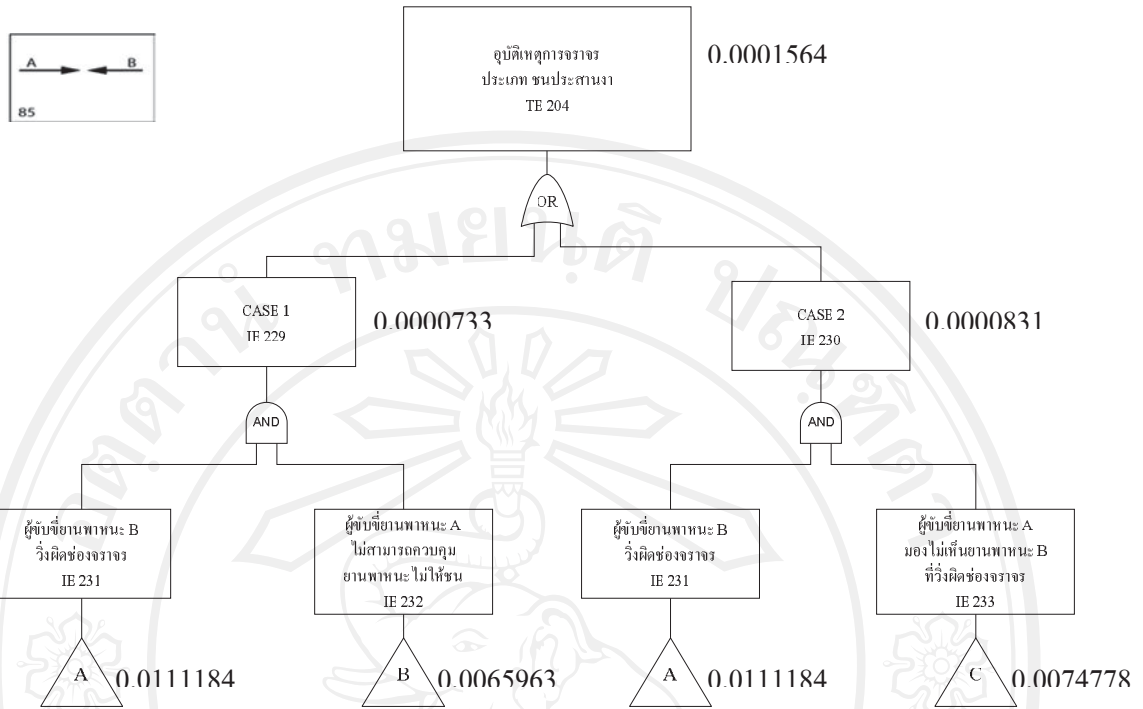 A B
85
อุบัติเหตุการจราจร
ประเภท ชนประสานงา
TE 204
0.0001564
OR
CASE 1
IE 229
0.0000733
CASE 2
IE 230
0.0000831
AND
AND
ผู้ขับขี่ยานพาหนะ B
วิ่งผิดช่องจราจร
IE 231
ผู้ขับขี่ยานพาหนะ A
ไม่สามารถควบคุม
ยานพาหนะ ไม่ให้ชน
IE 232
ผู้ขับขี่ยานพาหนะ B
วิ่งผิดช่องจราจร
IE 231
ผู้ขับขี่ยานพาหนะ A
มองไม่เห็นยานพาหนะ B
ที่วิ่งผิดช่องจราจร
IE 233
A 0.0111184
B 0.0065963
A 0.0111184
C 0.0074778